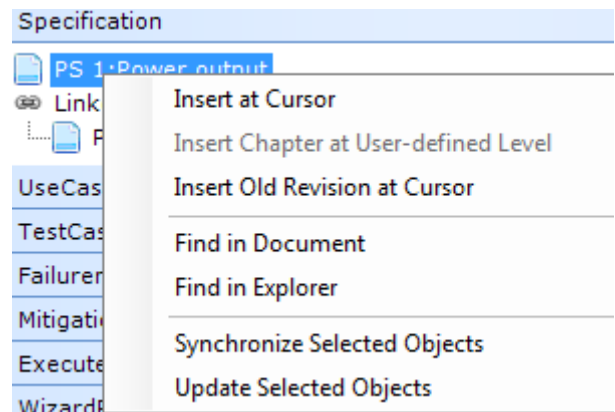 Specification
PS 1:Power output
Link
Insert at Cursor
Insert Chapter at User-defined Level
Insert Old Revision at Cursor
Find in Document
Find in Explorer
Synchronize Selected Objects
Update Selected Objects
UseCas
TestCas
Failurer
Mitigati
Execute